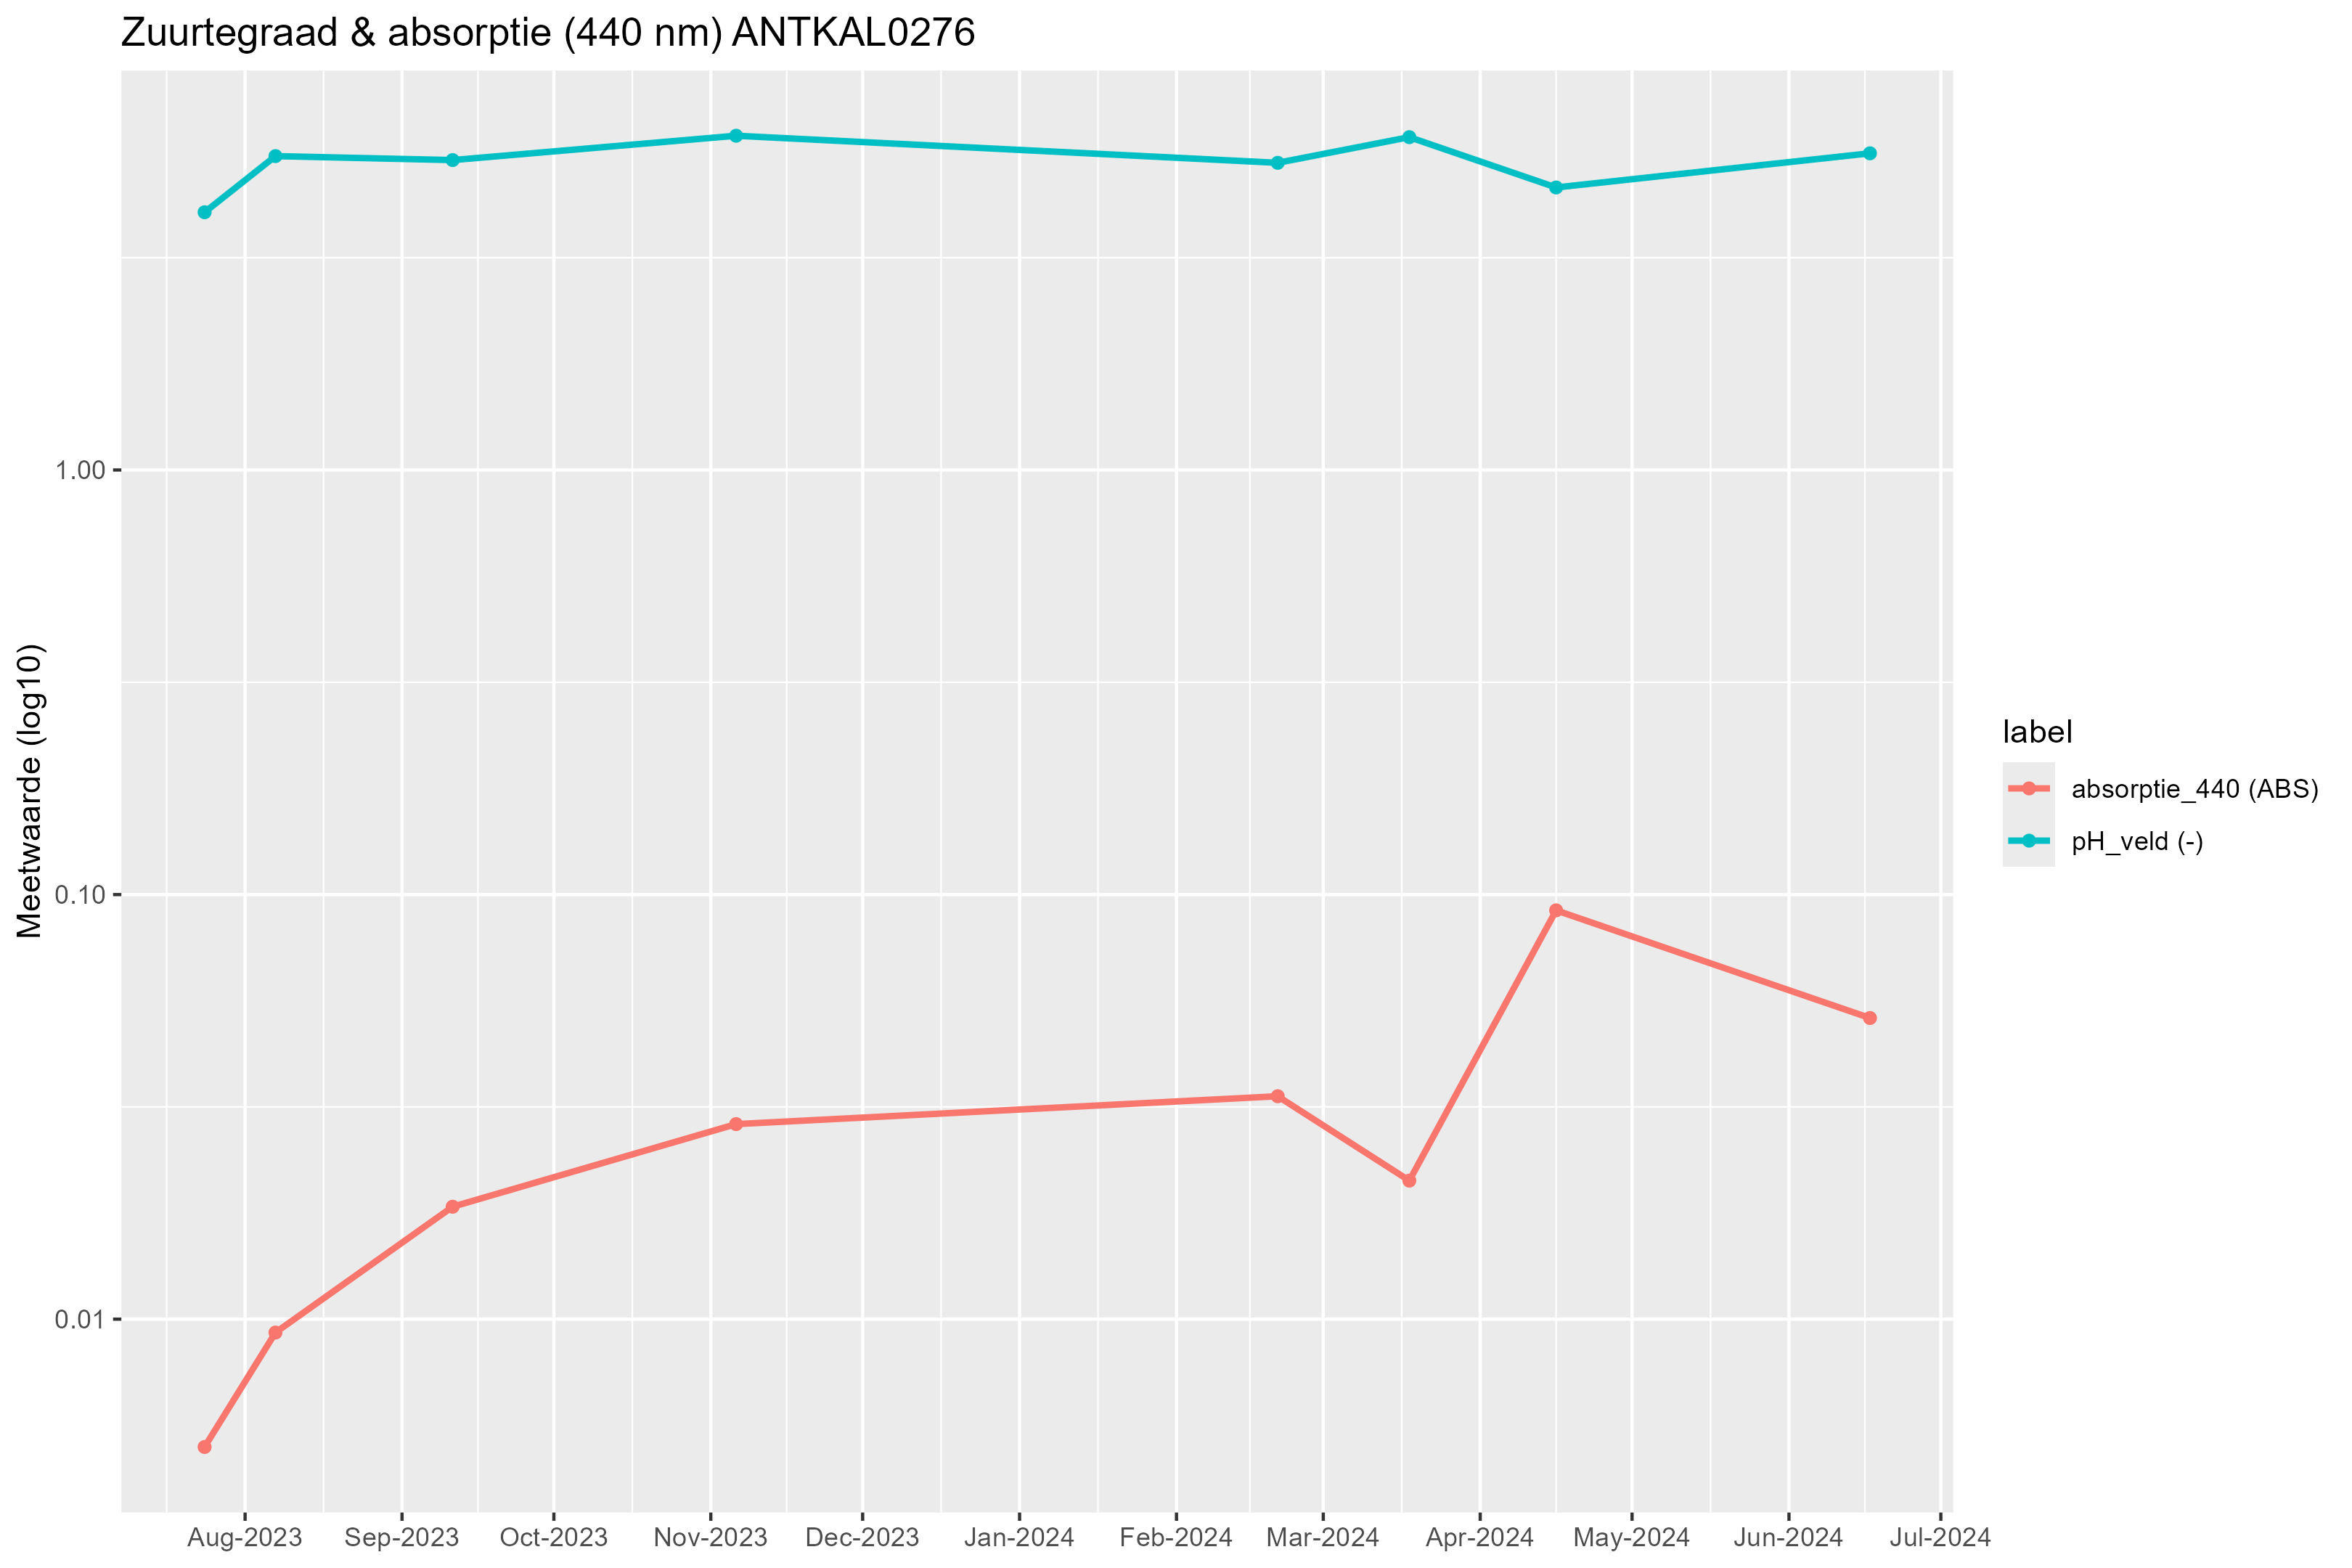 Zuurtegraad & absorptie (440 nm) ANTKAL0276
Meetwaarde (log10)
1.00
0.10
0.01
Aug-2023 Sep-2023 Oct-2023 Nov-2023 Dec-2023 Jan-2024 Feb-2024 Mar-2024 Apr-2024 May-2024 Jun-2024 Jul-2024
label
absorptie_440 (ABS)
pH_veld (-)